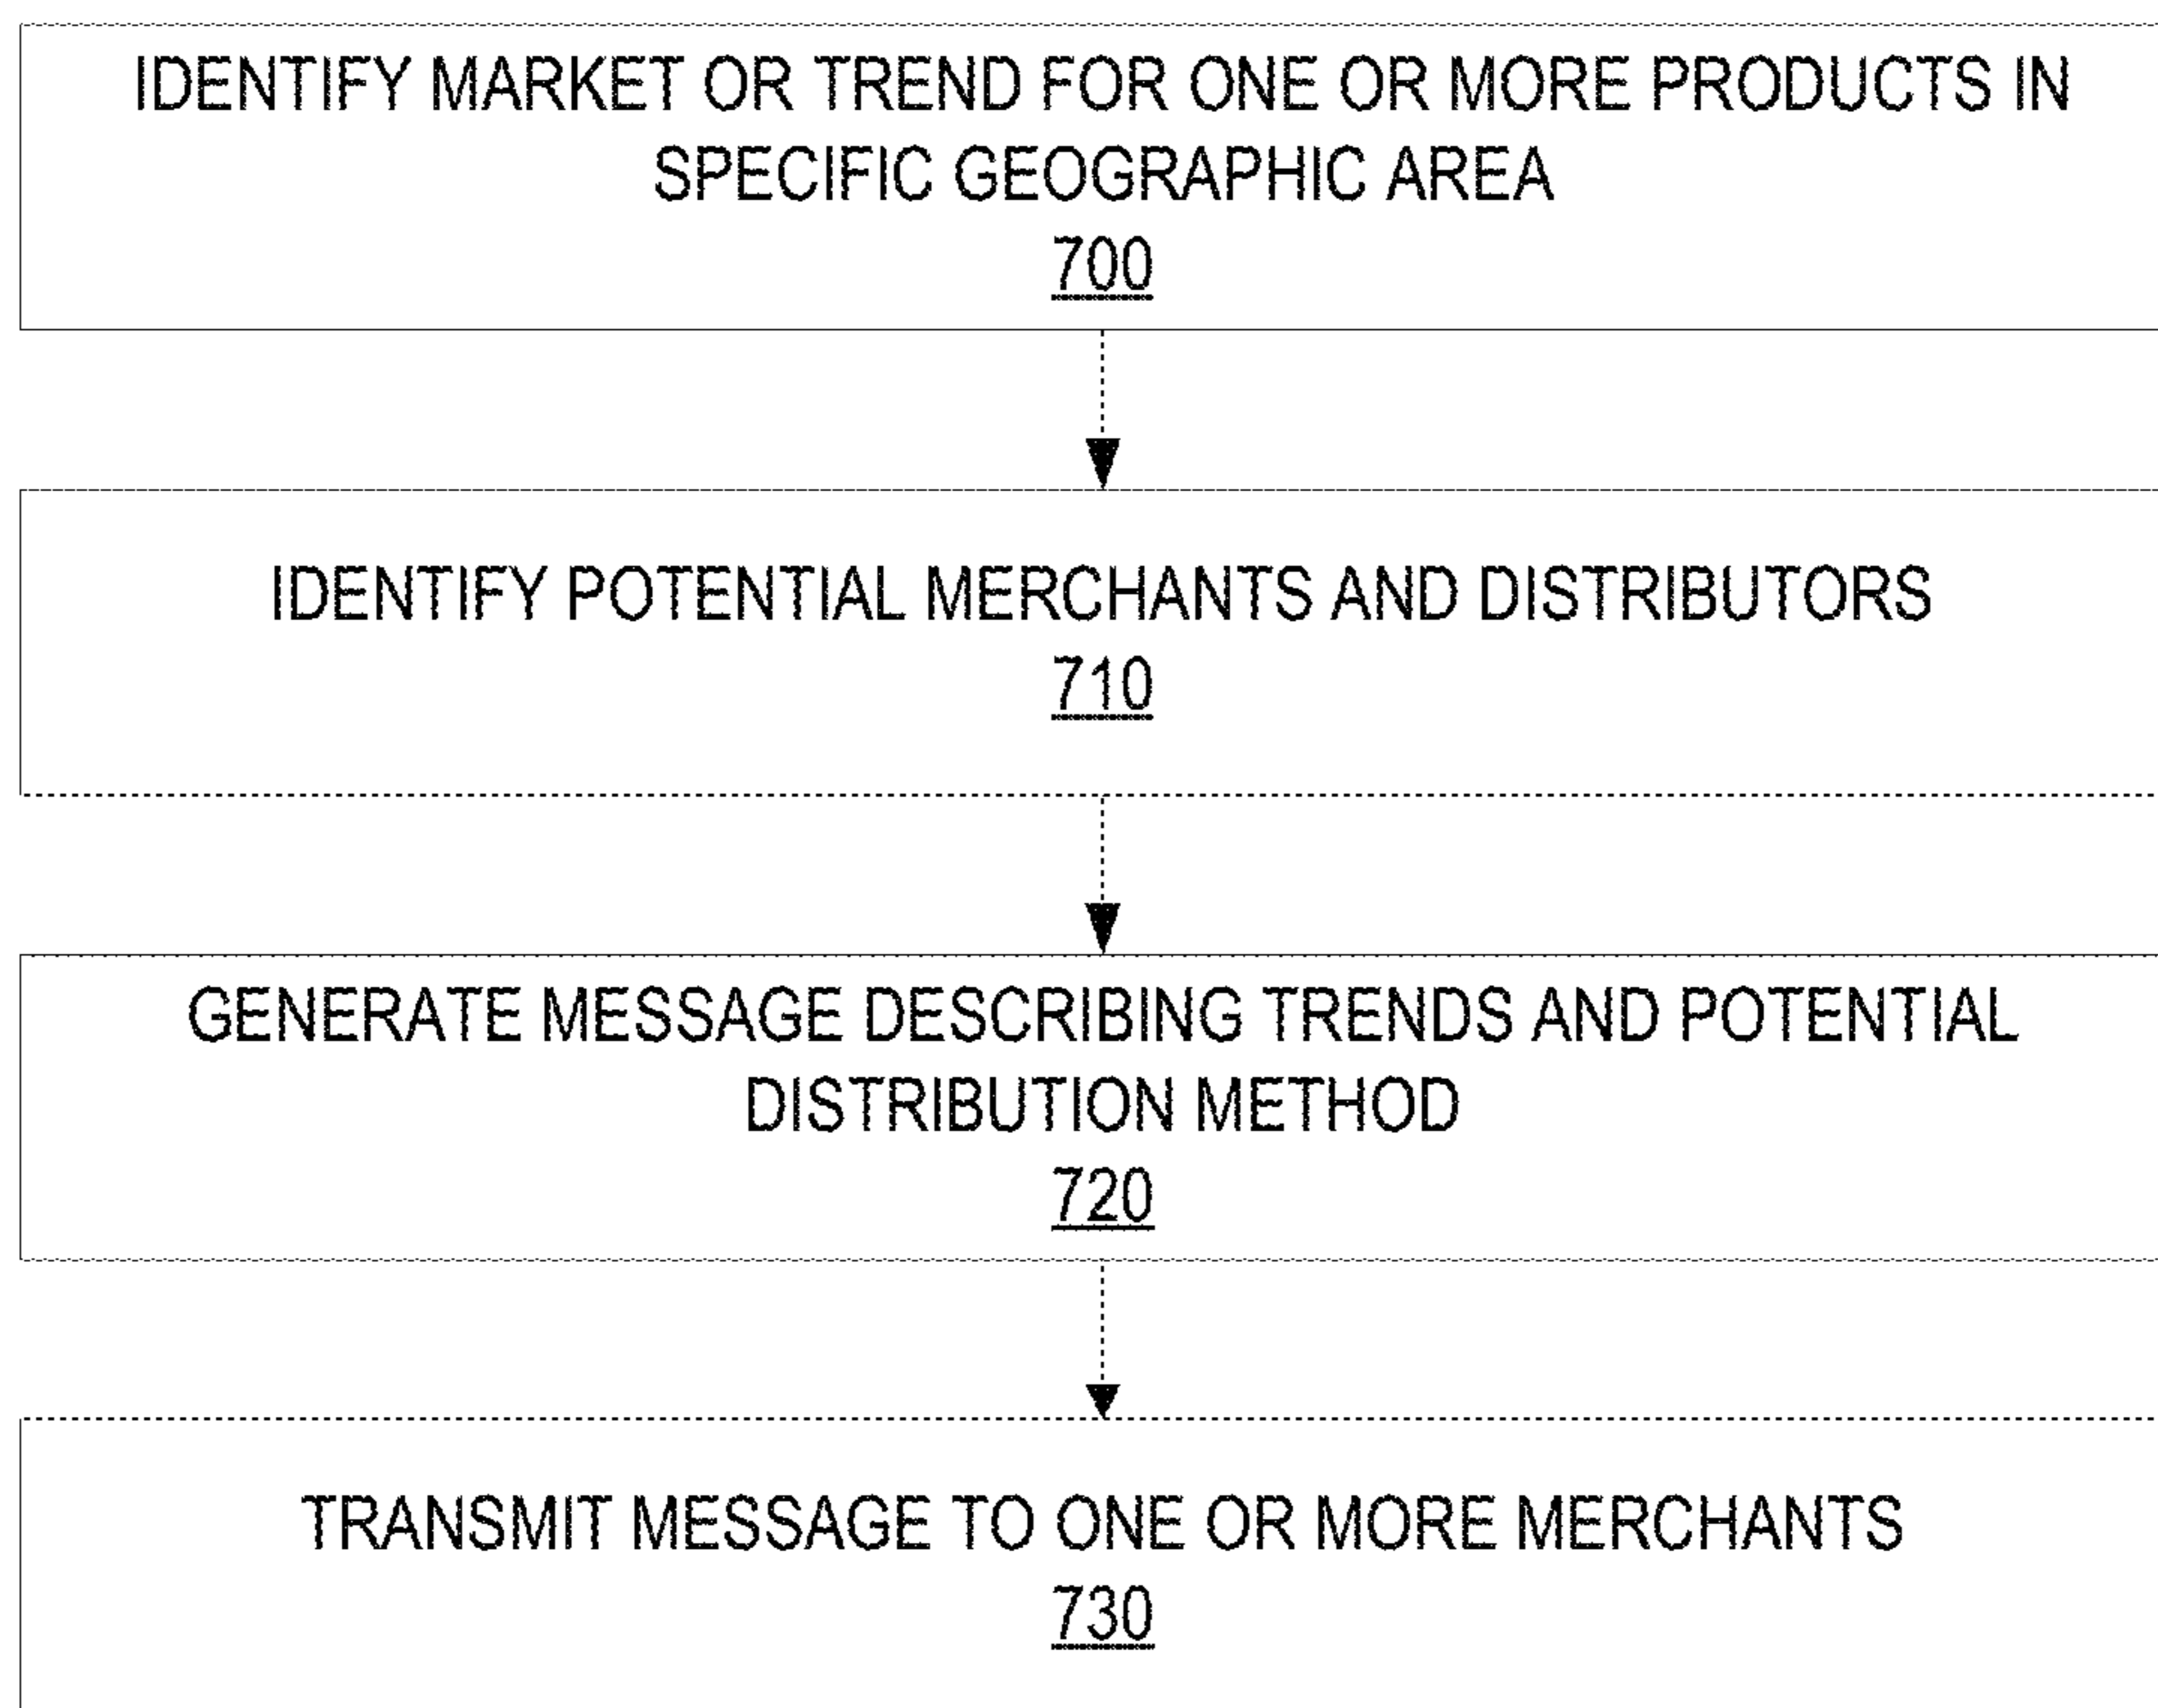 IDENTIFY MARKET OR TREND FOR ONE OR MORE PRODUCTS IN
SPECIFIC GEOGRAPHIC AREA
700
IDENTIFY POTENTIAL MERCHANTS AND DISTRIBUTORS
710
GENERATE MESSAGE DESCRIBING TRENDS AND POTENTIAL
DISTRIBUTION METHOD
720
TRANSMIT MESSAGE TO ONE OR MORE MERCHANTS
730